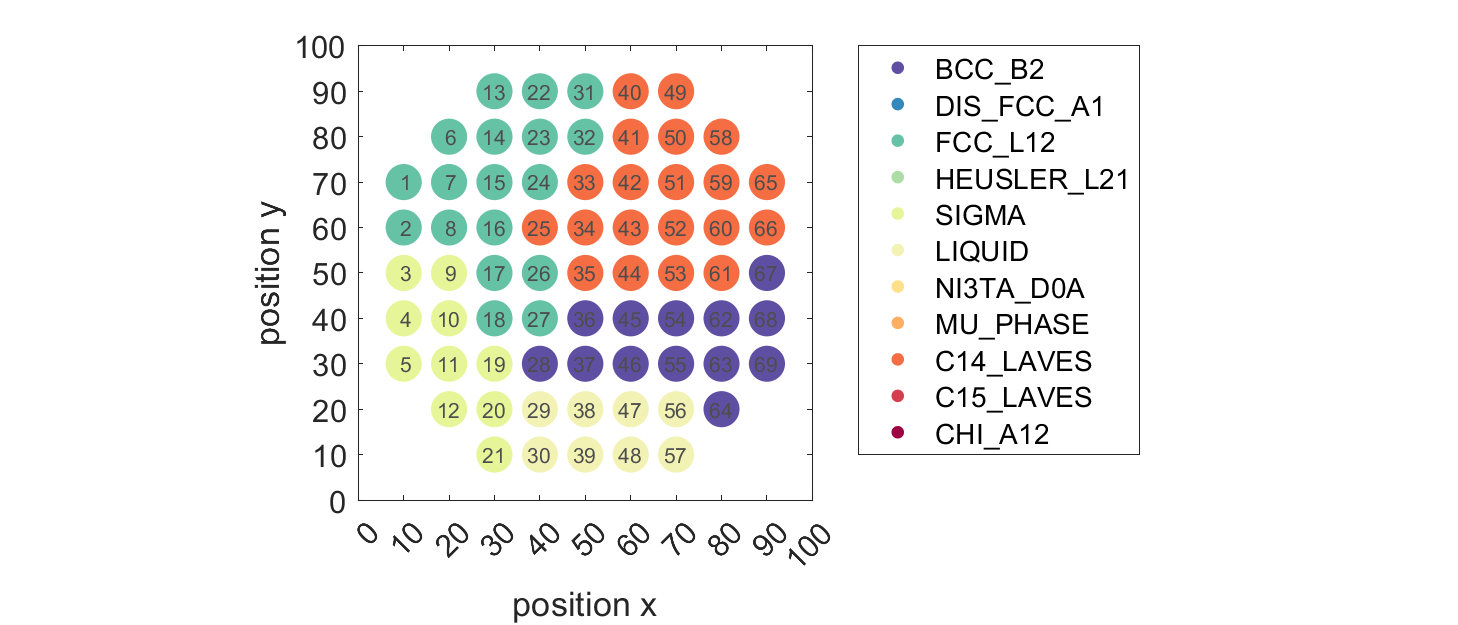 100
90
80
70
60
50
40
30
20
10
0
position y
13 22 31 40 49
6 14 23 32 41 50 58
1 7 15 24 33 42 51 59 65
2 8 16 25 34 43 52 60 66
3 9 17 26 35 44 53 61 67
4 10 18 27 36 45 54 62 68
5 11 19 28 37 46 55 63 69
12 20 29 38 47 56 64
21 30 39 48 57
0 10 20 30 40 50 60 70 80 90 100
position x
BCC_B2
DIS_FCC_A1
FCC_L12
HEUSLER_L21
SIGMA
LIQUID
NI3TA_D0A
MU_PHASE
C14_LAVES
C15_LAVES
CHI_A12